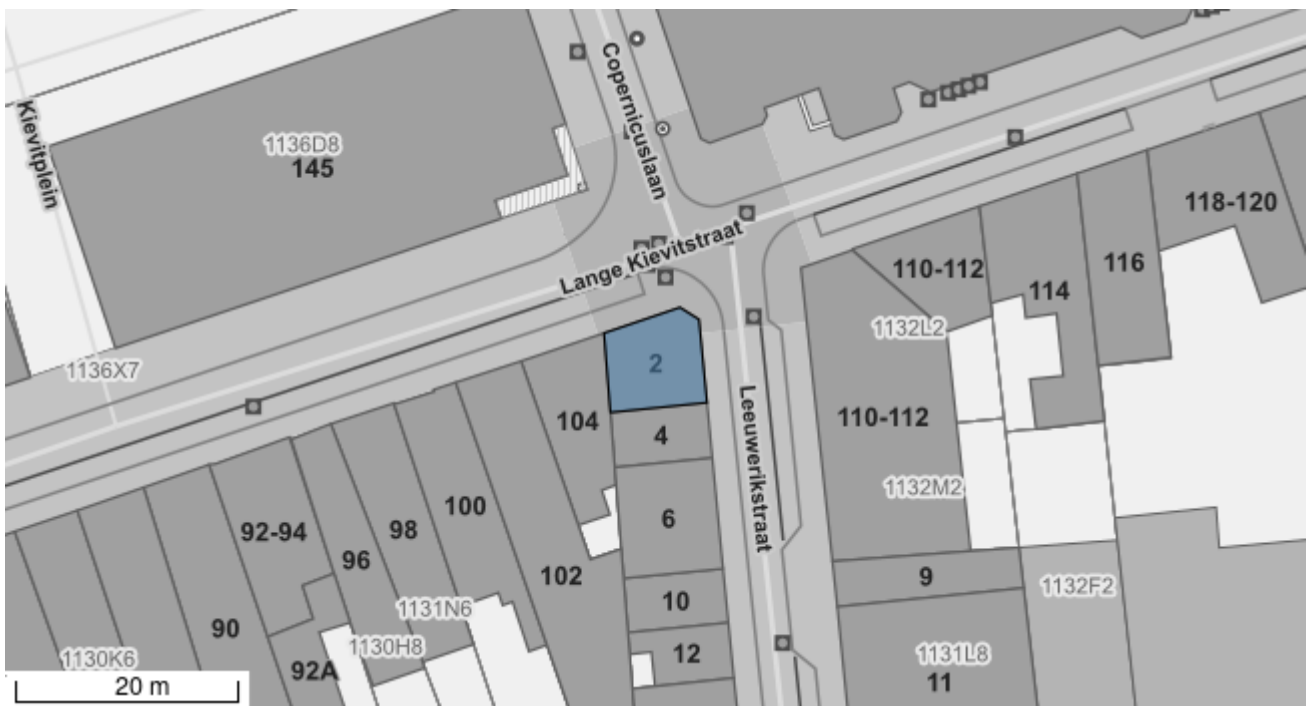 Copernicuslaan
Kievitplein
1136D8
145
118-120
Lange Kievitstraat
110-112
116
114
1132L2
1136X7
2
Leeuwerikstraat
104
110-112
4
1132M2
100
6
92-94
98
96
102
9
1132F2
10
1131N6
90
1130H8
12
1131L8
1130K6
92A
11
20 m